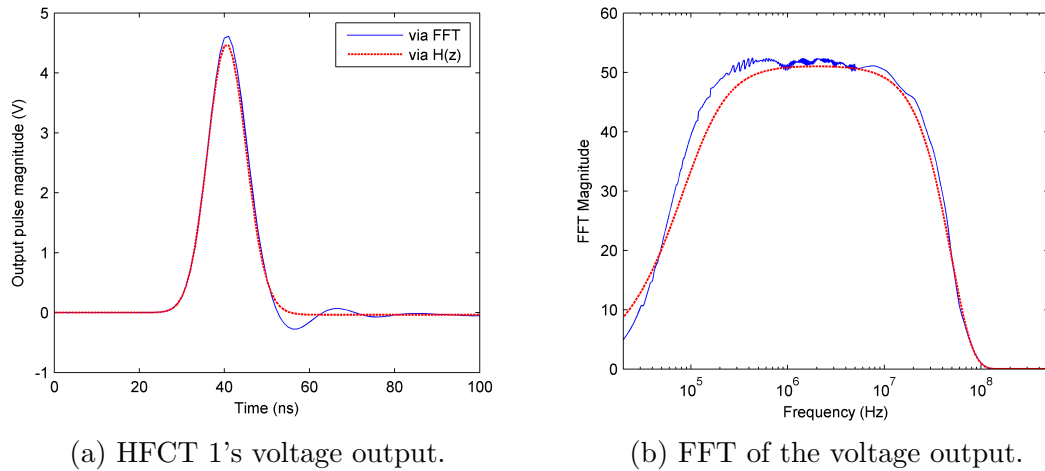 5
4
3
2
1
0
-1
Output pulse magnitude (V)
via FFT
via H(z)
0 20 40 60 80 100
Time (ns)
(a) HFCT 1's voltage output.
60
50
40
30
20
10
0
FFT Magnitude
10^5 10^6 10^7 10^8
Frequency (Hz)
(b) FFT of the voltage output.